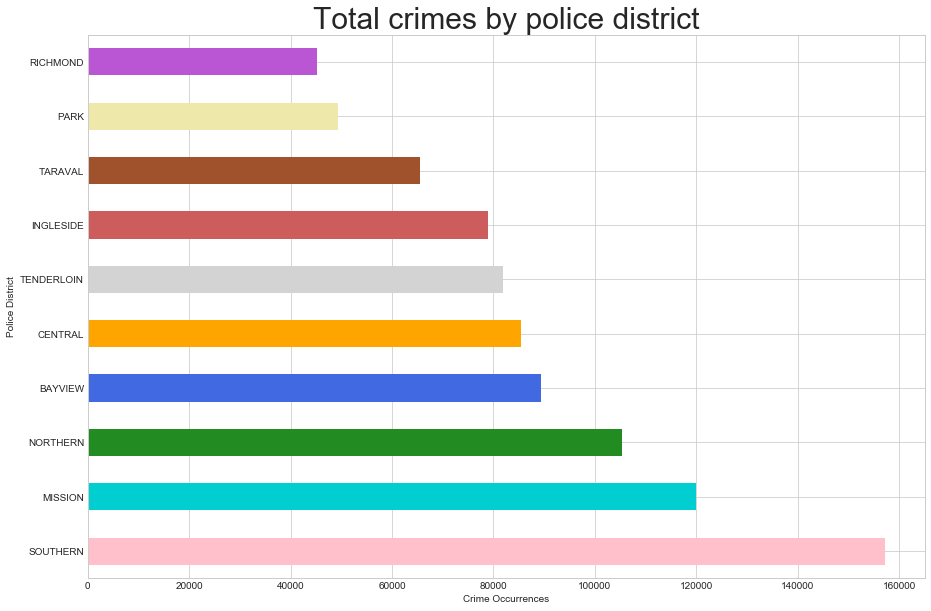 Total crimes by police district
RICHMOND
PARK
TARAVAL
INGLESIDE
TENDERLOIN
CENTRAL
BAYVIEW
NORTHERN
MISSION
SOUTHERN
Police District
0 20000 40000 60000 80000 100000 120000 140000 160000
Crime Occurrences